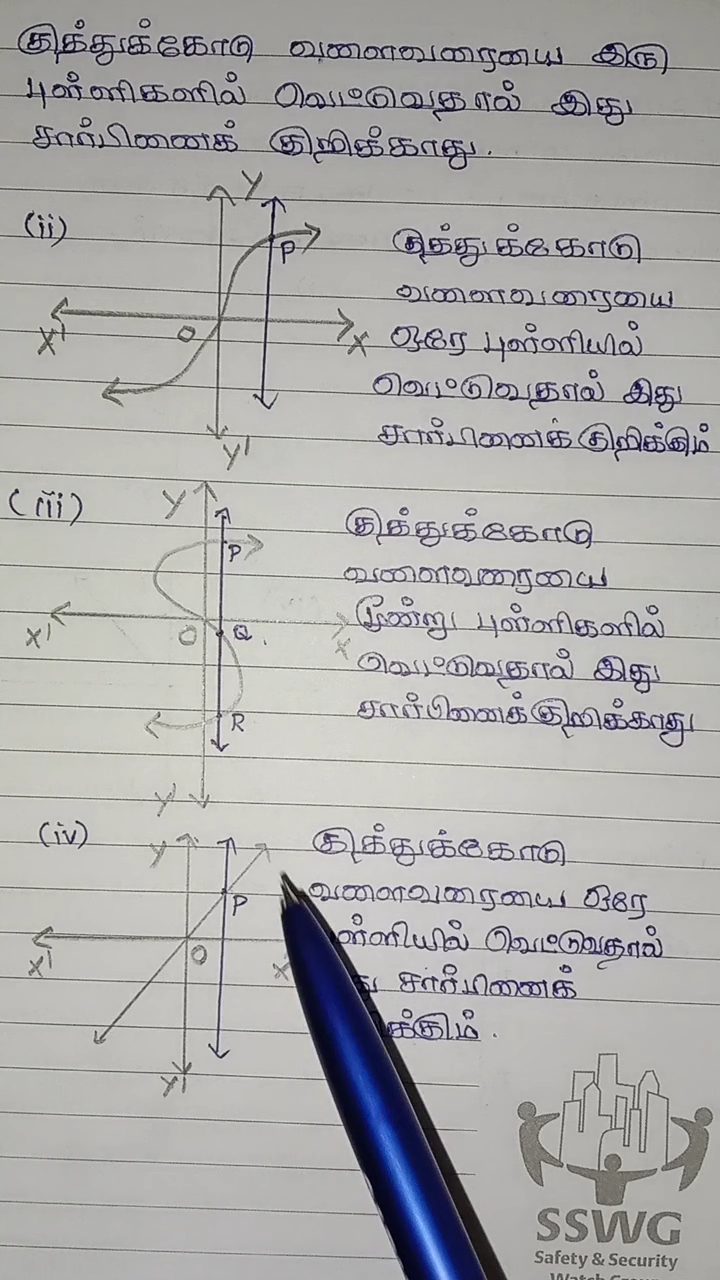 குத்துக்கோடு வளைவரையை இரு
புள்ளிகளில் வெட்டுவதால் இது
சார்பினைக் குறிக்காது.
(ii)
Y
P
X'
O
X
Y'
குத்துக்கோடு
வளைவரையை
ஒரே புள்ளியில்
வெட்டுவதால் இது
சார்பினைக் குறிக்கும்
(iii)
Y
P
X'
O
Q.
X
R
Y'
குத்துக்கோடு
வளைவரையை
மூன்று புள்ளிகளில்
வெட்டுவதால் இது
சார்பினைக் குறிக்காது
(iv)
Y
P
X'
O
X
Y'
குத்துக்கோடு
வளைவரையை ஒரே
வெட்டுவதால்
சார்பினைக்
SSWG
Safety & Security